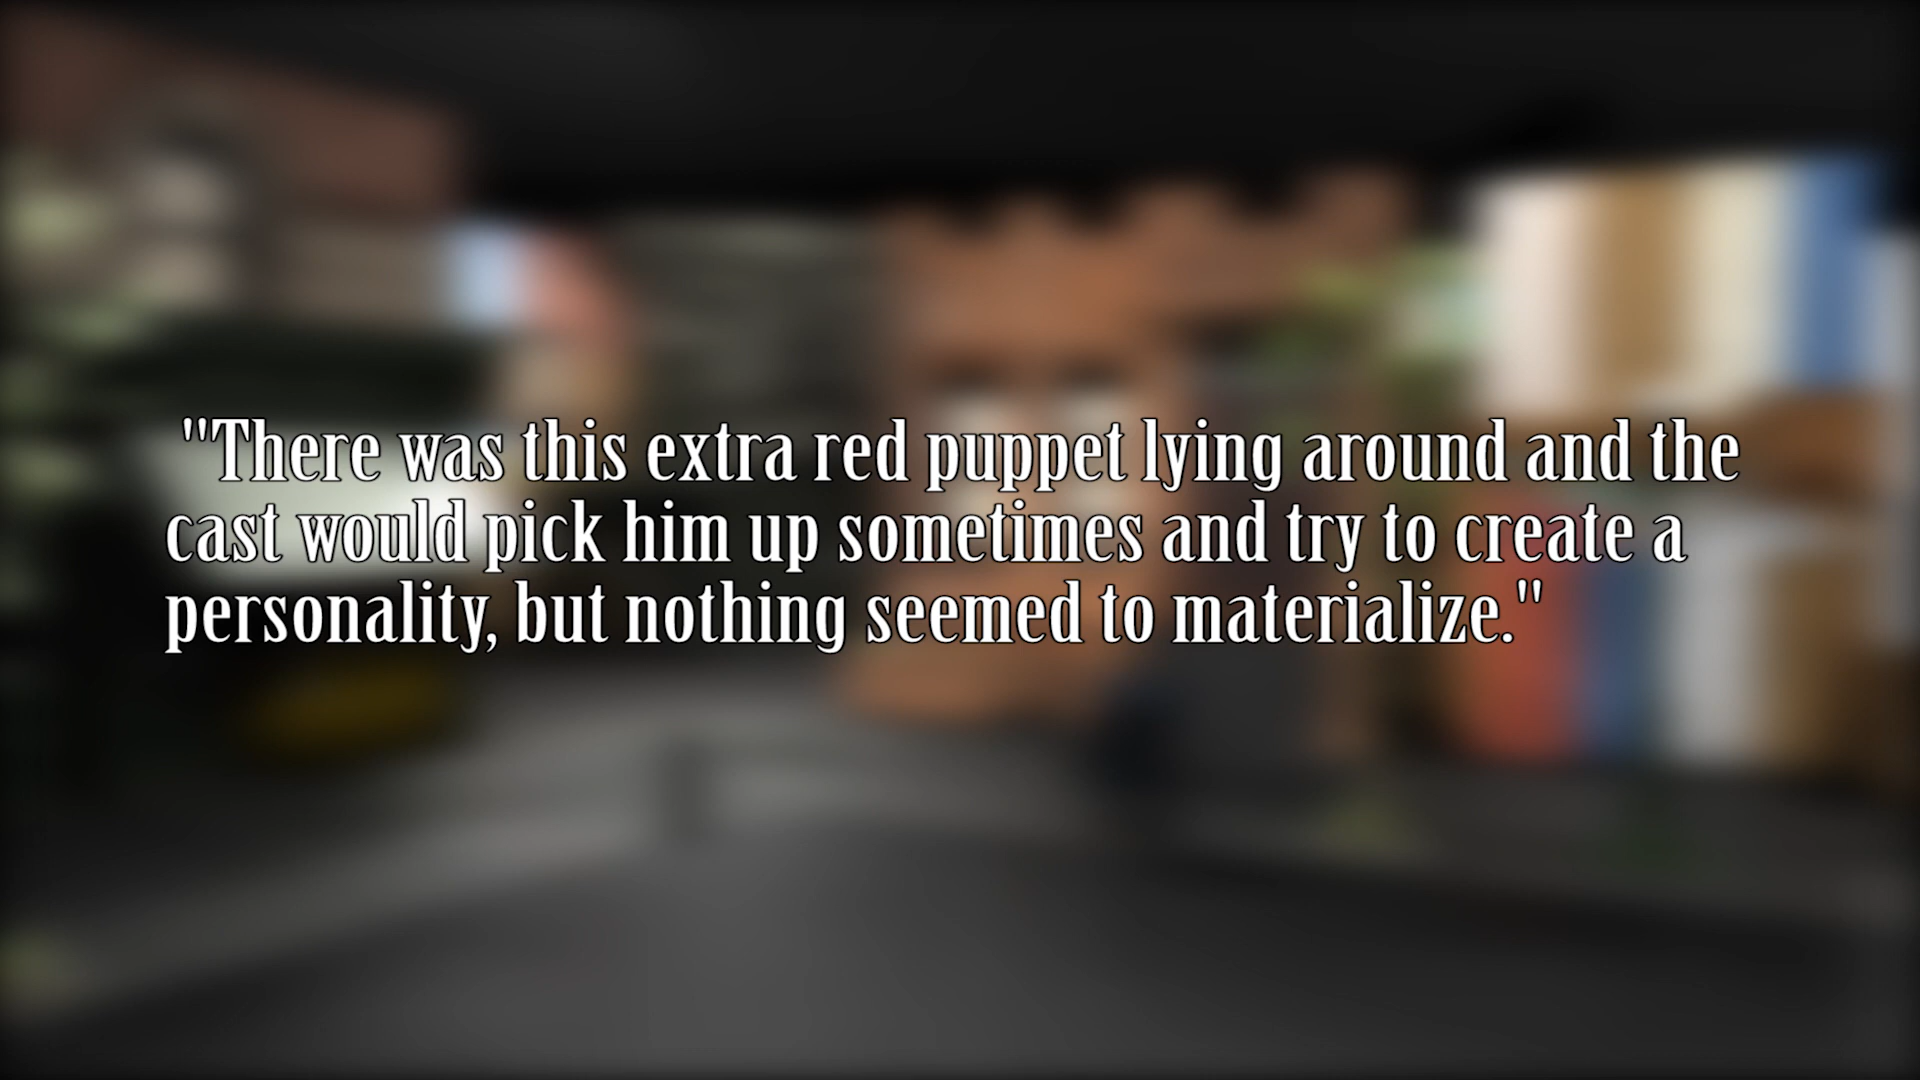 "There was this extra red puppet lying around and the
cast would pick him up sometimes and try to create a
personality, but nothing seemed to materialize."